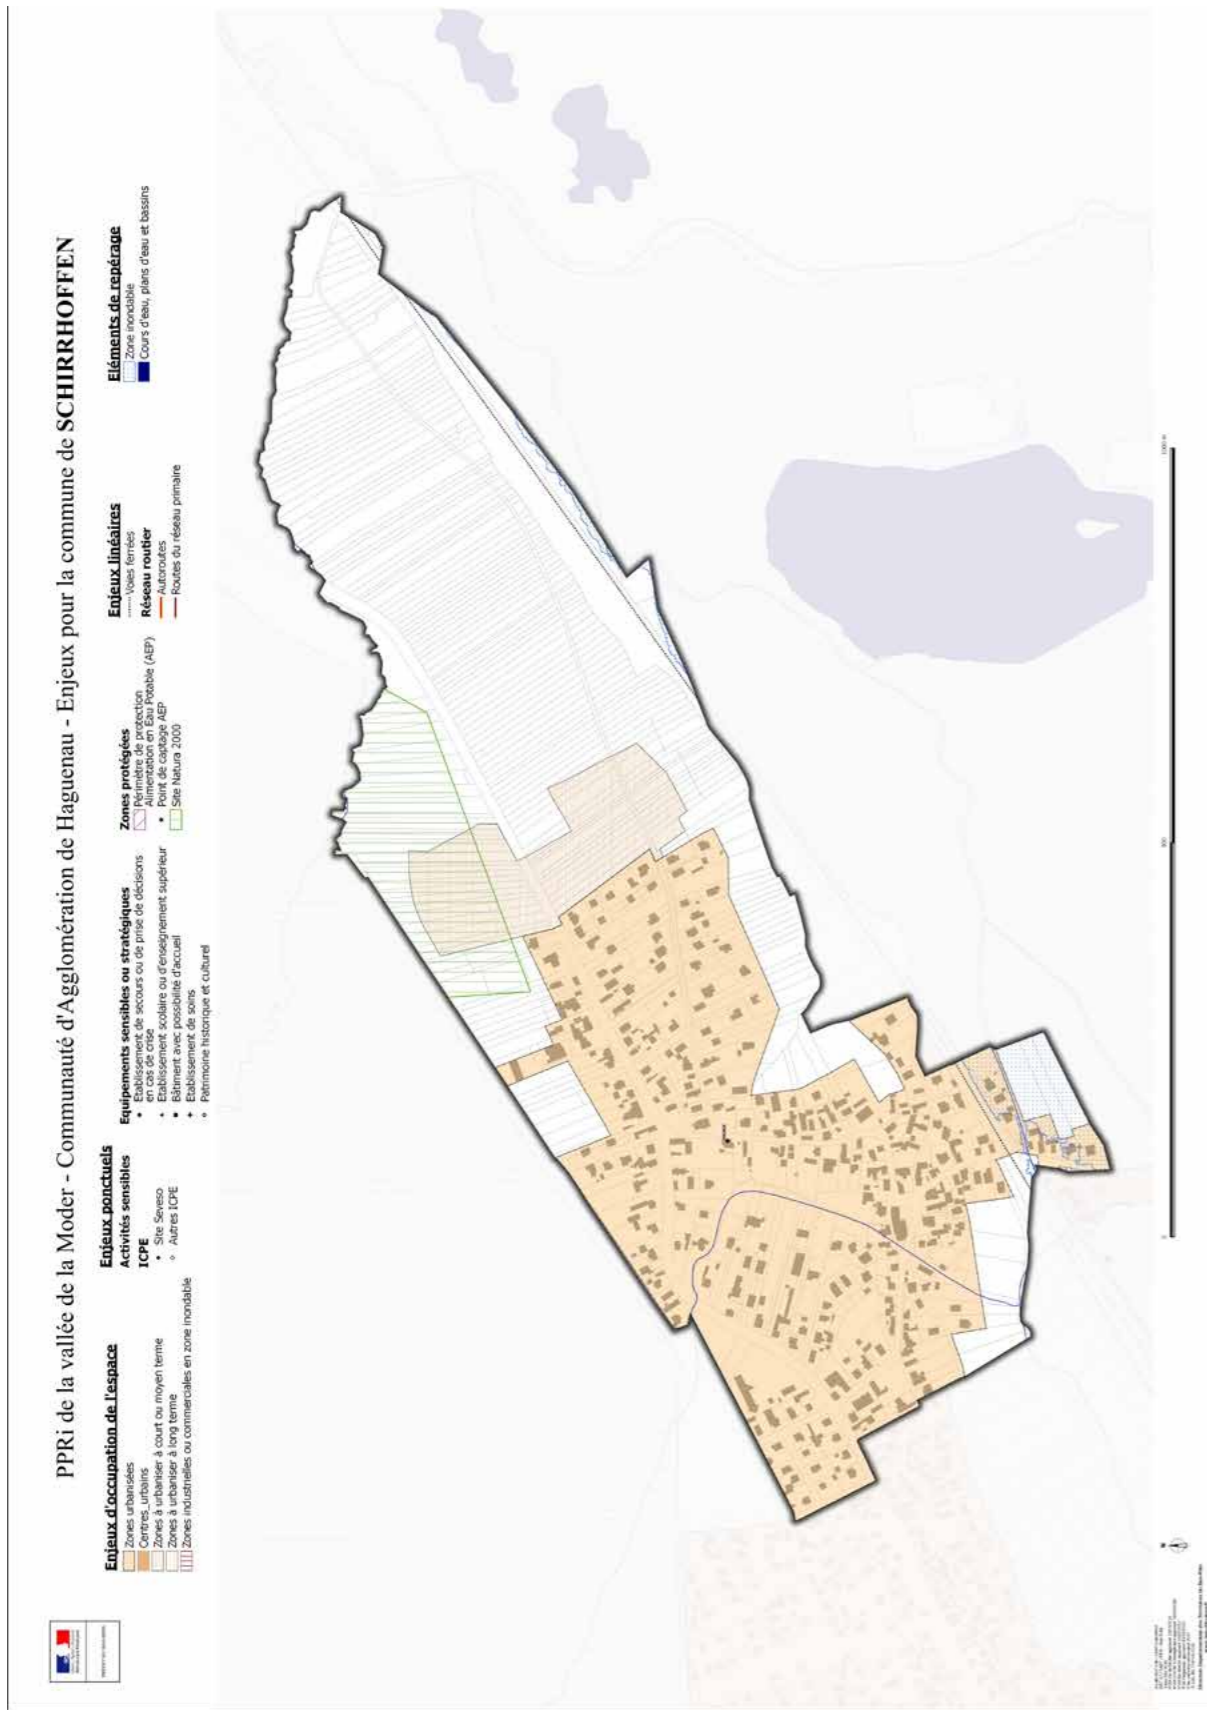 PPRi de la vallée de la Moder - Communauté d'Agglomération de Haguenau - Enjeux pour la commune de SCHIRRHOFFEN
Enjeux d'occupation de l'espace
Zones urbanisées
Centres_urbains
Zones à urbaniser à court ou moyen terme
Zones à urbaniser à long terme
Zones industrielles ou commerciales en zone inondable
Enjeux ponctuels
Activités sensibles
ICPE
Site Seveso
Autres ICPE
Equipements sensibles ou stratégiques
Etablissement de secours ou de prise de décisions
en cas de crise
Etablissement scolaire ou d'enseignement supérieur
Bâtiment avec possibilité d'accueil
Etablissement de soins
Patrimoine historique et culturel
Zones protégées
Périmètre de protection
Alimentation en Eau Potable (AEP)
Point de captage AEP
Site Natura 2000
Enjeux linéaires
Voies ferrées
Réseau routier
Autoroutes
Routes du réseau primaire
Eléments de repérage
Zone inondable
Cours d'eau, plans d'eau et bassins
0
500
1000 m
N